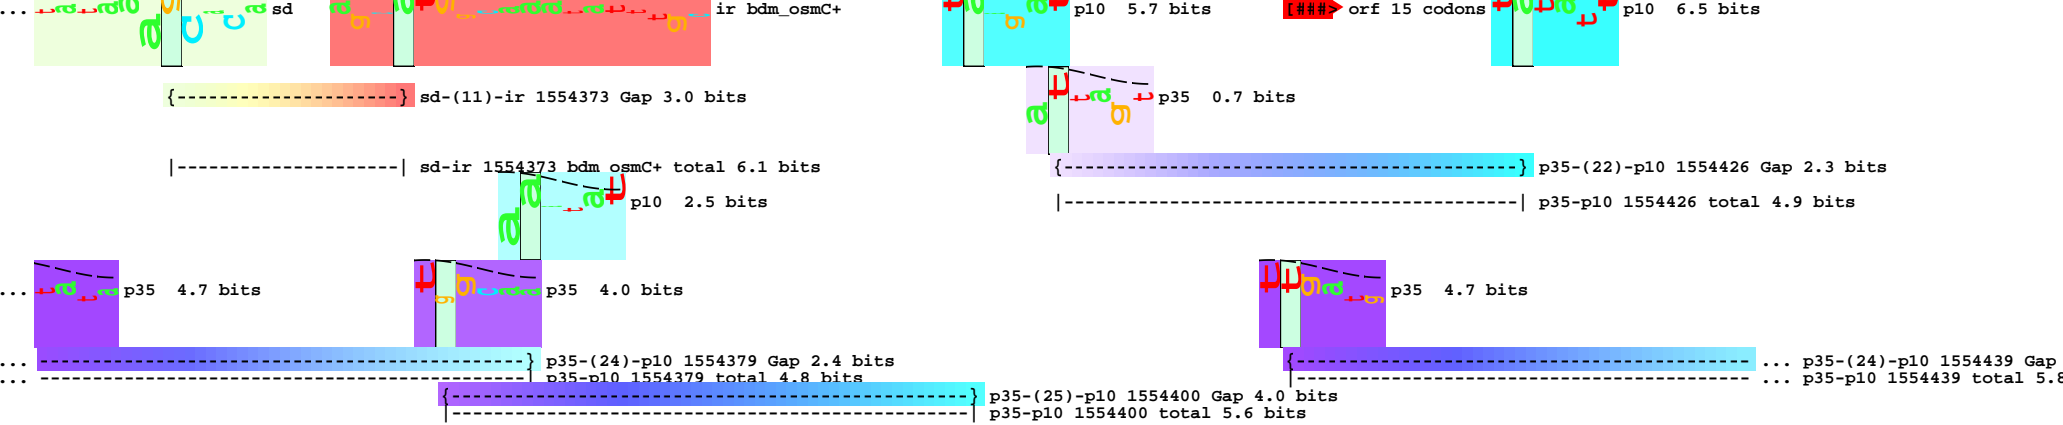 ... sd ir bdm_osmC+ p10 5.7 bits [###> orf 15 codons p10 6.5 bits
{-----------------------} sd-(11)-ir 1554373 Gap 3.0 bits p35 0.7 bits
|-----------------------| sd-ir 1554373 bdm_osmC+ total 6.1 bits {----------------------------------------------} p35-(22)-p10 1554426 Gap 2.3 bits
p10 2.5 bits |----------------------------------------------| p35-p10 1554426 total 4.9 bits
... p35 4.7 bits p35 4.0 bits p35 4.7 bits
... -------------------------------------------------} p35-(24)-p10 1554379 Gap 2.4 bits {---------------------------------------------- ... p35-(24)-p10 1554439 Gap
... -------------------------------------------------| p35-p10 1554379 total 4.8 bits |---------------------------------------------- ... p35-p10 1554439 total 5.8
{----------------------------------------------------} p35-(25)-p10 1554400 Gap 4.0 bits
|----------------------------------------------------| p35-p10 1554400 total 5.6 bits